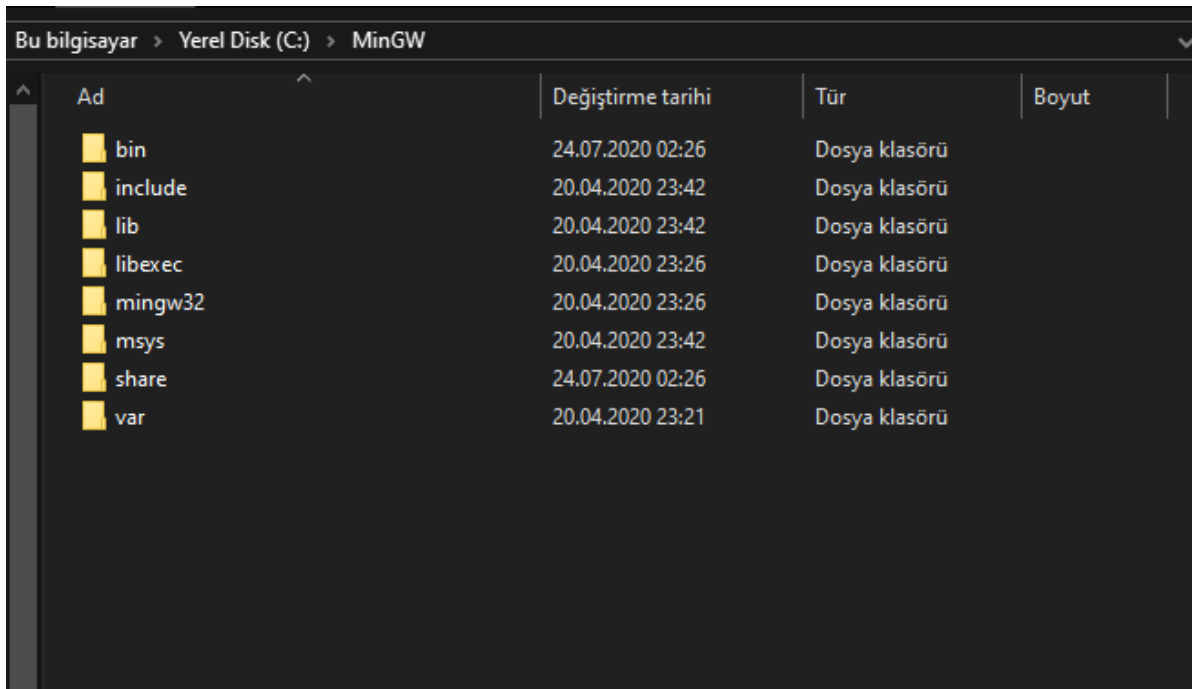 Bu bilgisayar > Yerel Disk (C:) > MinGW
Ad Değiştirme tarihi Tür Boyut
bin 24.07.2020 02:26 Dosya klasörü
include 20.04.2020 23:42 Dosya klasörü
lib 20.04.2020 23:42 Dosya klasörü
libexec 20.04.2020 23:26 Dosya klasörü
mingw32 20.04.2020 23:26 Dosya klasörü
msys 20.04.2020 23:42 Dosya klasörü
share 24.07.2020 02:26 Dosya klasörü
var 20.04.2020 23:21 Dosya klasörü